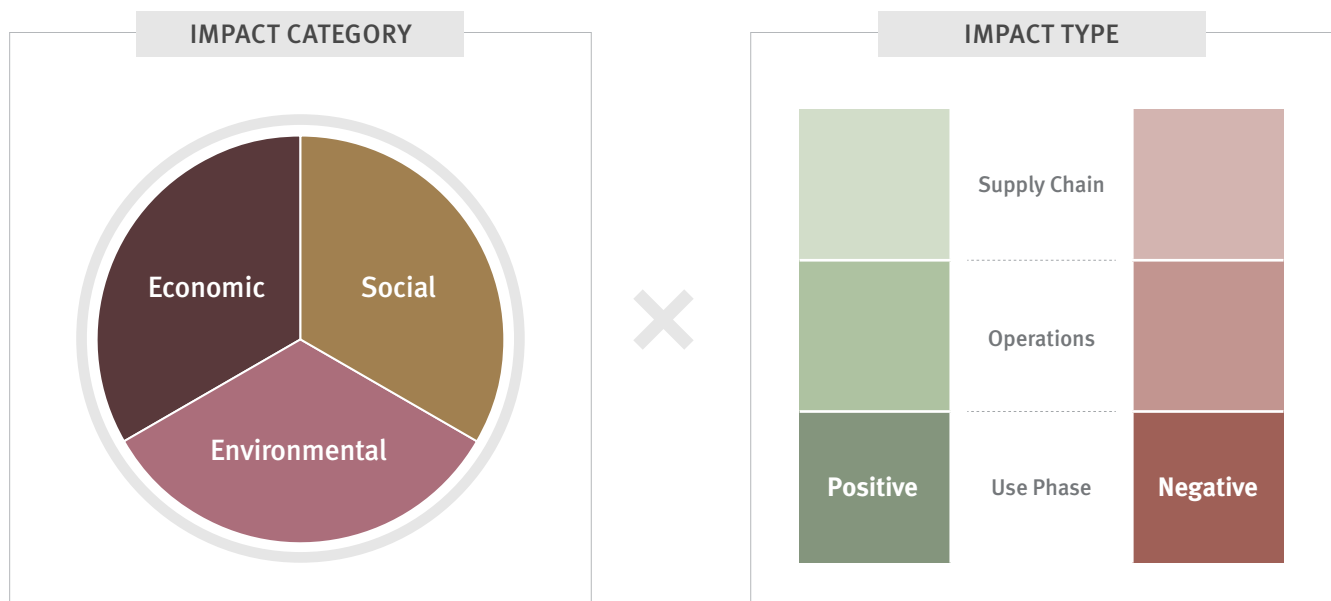 IMPACT CATEGORY
Economic
Social
Environmental
IMPACT TYPE
Supply Chain
Operations
Positive
Use Phase
Negative